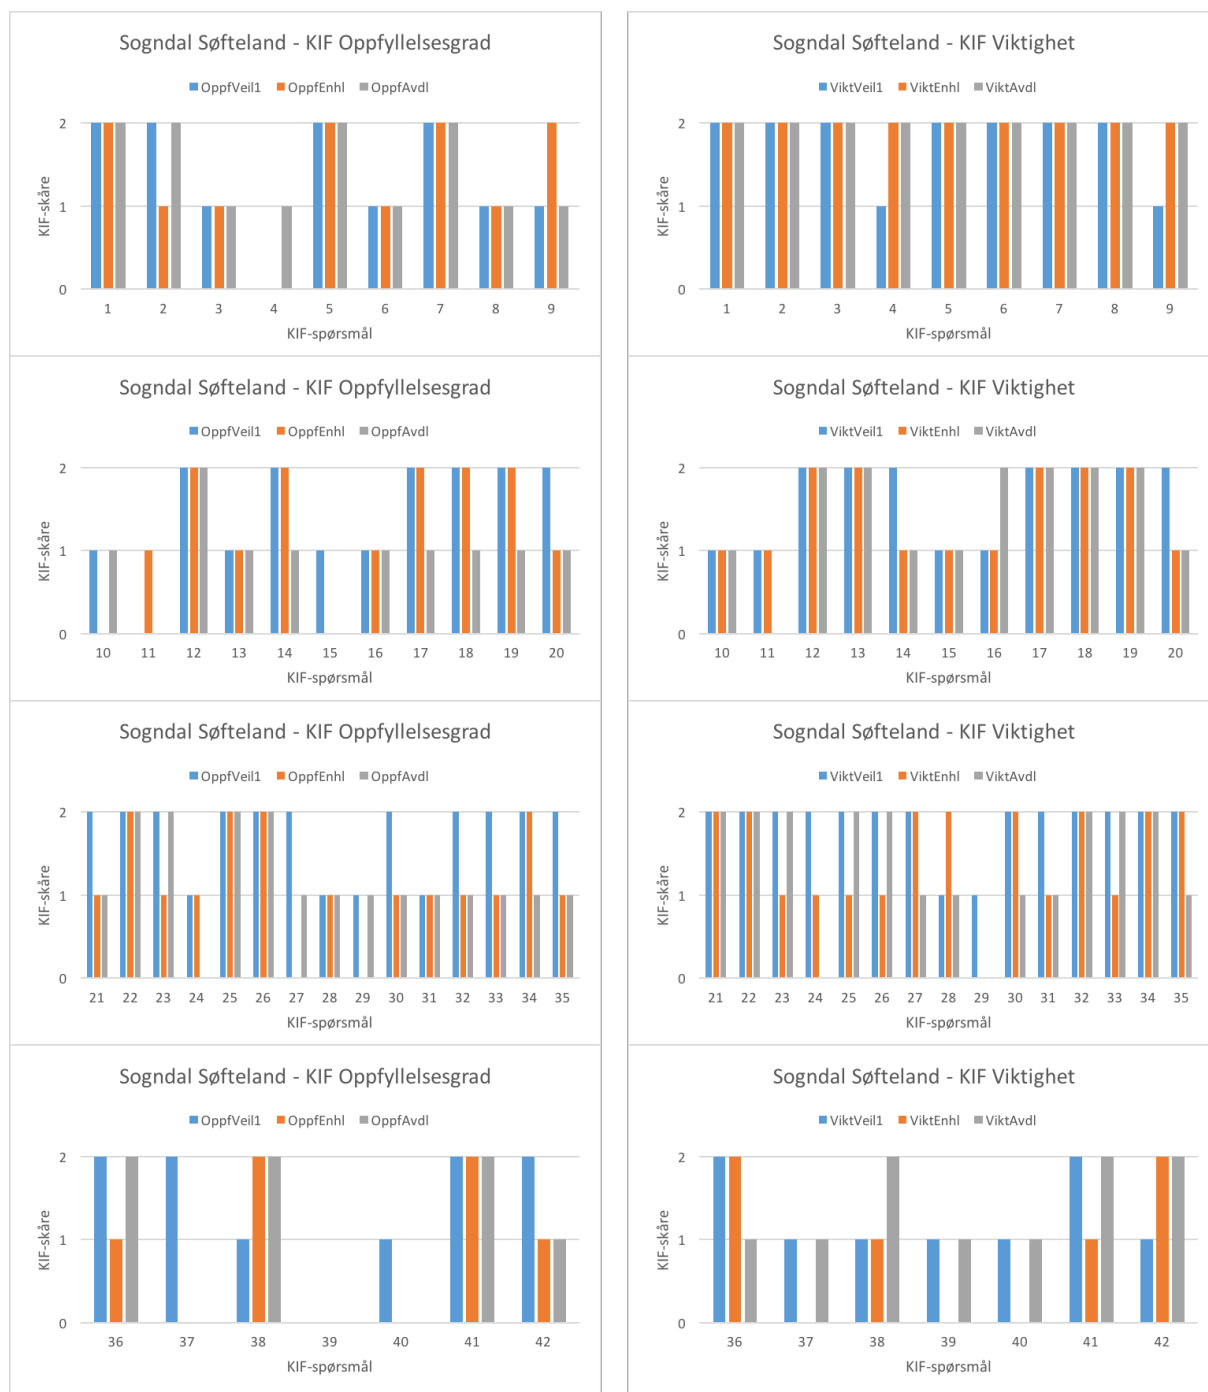 Sogndal Søfteland - KIF Oppfyllelsesgrad
OppfVeil1 OppfEnhl OppfAvdl
2
1
0
KIF-skåre
1 2 3 4 5 6 7 8 9
KIF-spørsmål
Sogndal Søfteland - KIF Viktighet
ViktVeil1 ViktEnhl ViktAvdl
2
1
0
KIF-skåre
1 2 3 4 5 6 7 8 9
KIF-spørsmål
Sogndal Søfteland - KIF Oppfyllelsesgrad
OppfVeil1 OppfEnhl OppfAvdl
2
1
0
KIF-skåre
10 11 12 13 14 15 16 17 18 19 20
KIF-spørsmål
Sogndal Søfteland - KIF Viktighet
ViktVeil1 ViktEnhl ViktAvdl
2
1
0
KIF-skåre
10 11 12 13 14 15 16 17 18 19 20
KIF-spørsmål
Sogndal Søfteland - KIF Oppfyllelsesgrad
OppfVeil1 OppfEnhl OppfAvdl
2
1
0
KIF-skåre
21 22 23 24 25 26 27 28 29 30 31 32 33 34 35
KIF-spørsmål
Sogndal Søfteland - KIF Viktighet
ViktVeil1 ViktEnhl ViktAvdl
2
1
0
KIF-skåre
21 22 23 24 25 26 27 28 29 30 31 32 33 34 35
KIF-spørsmål
Sogndal Søfteland - KIF Oppfyllelsesgrad
OppfVeil1 OppfEnhl OppfAvdl
2
1
0
KIF-skåre
36 37 38 39 40 41 42
KIF-spørsmål
Sogndal Søfteland - KIF Viktighet
ViktVeil1 ViktEnhl ViktAvdl
2
1
0
KIF-skåre
36 37 38 39 40 41 42
KIF-spørsmål